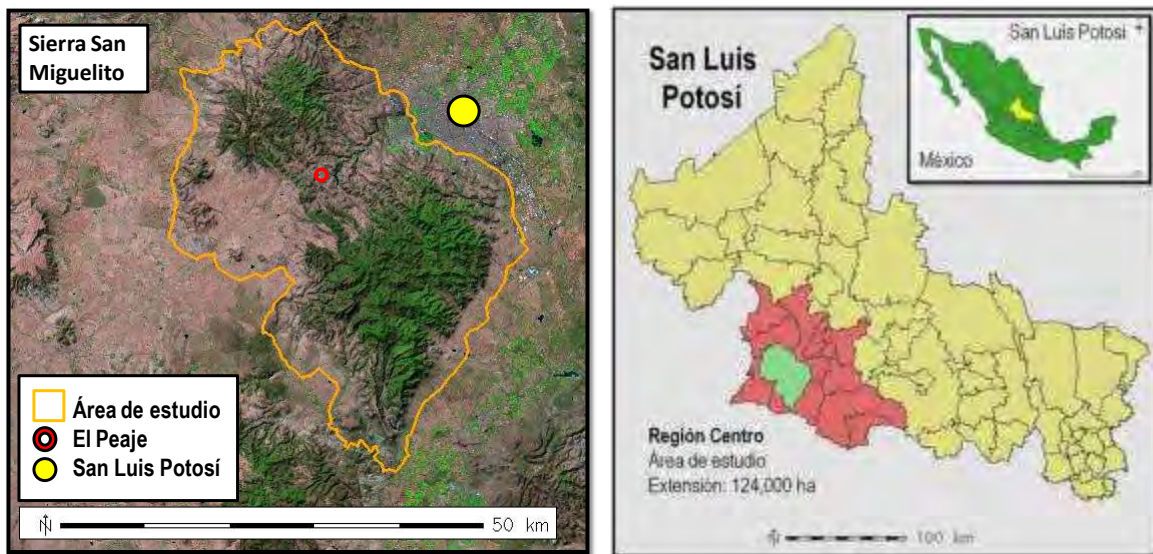 Sierra San
Miguelito
Área de estudio
El Peaje
San Luis Potosí
N
50 km
San Luis
Potosí
San Luis Potosi
México
Región Centro
Área de estudio
Extensión: 124,000 ha
100 km